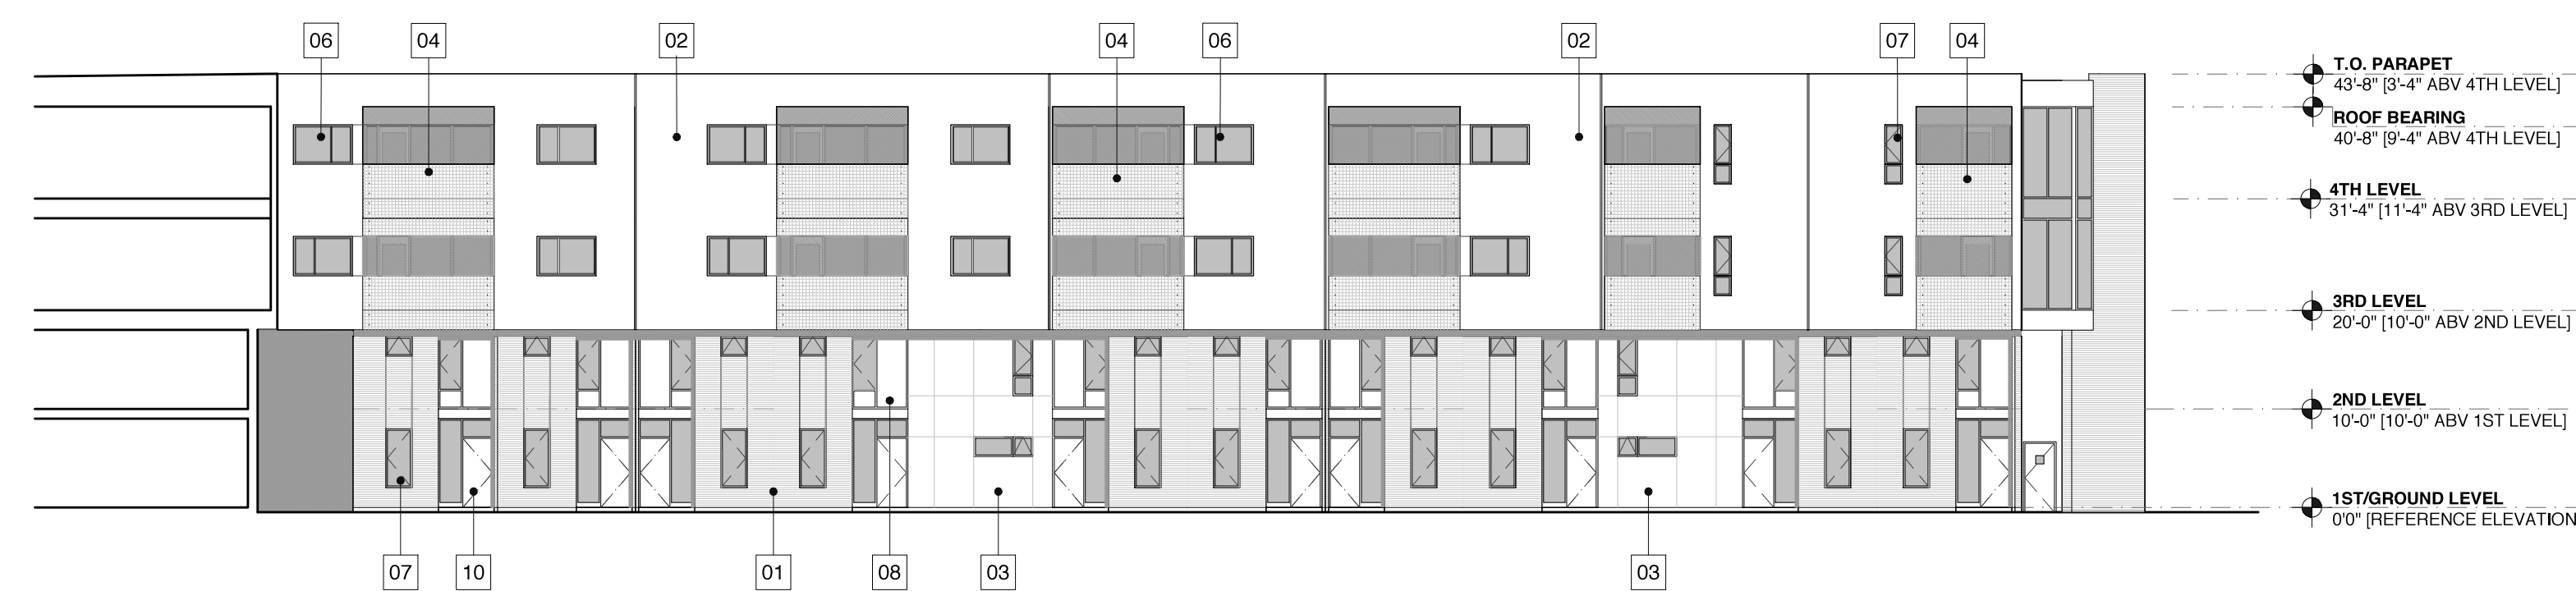 06 04 02 04 06 02 07 04
T.O. PARAPET
43'-8" [3'-4" ABV 4TH LEVEL]
ROOF BEARING
40'-8" [9'-4" ABV 4TH LEVEL]
4TH LEVEL
31'-4" [11'-4" ABV 3RD LEVEL]
3RD LEVEL
20'-0" [10'-0" ABV 2ND LEVEL]
2ND LEVEL
10'-0" [10'-0" ABV 1ST LEVEL]
1ST/GROUND LEVEL
0'0" [REFERENCE ELEVATION
07 10 01 08 03 03